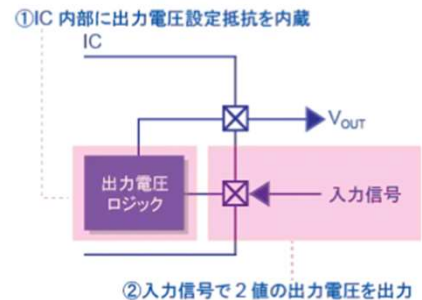 ①IC 内部に出力電圧設定抵抗を内蔵
IC
V_OUT
出力電圧
ロジック
入力信号
②入力信号で2値の出力電圧を出力